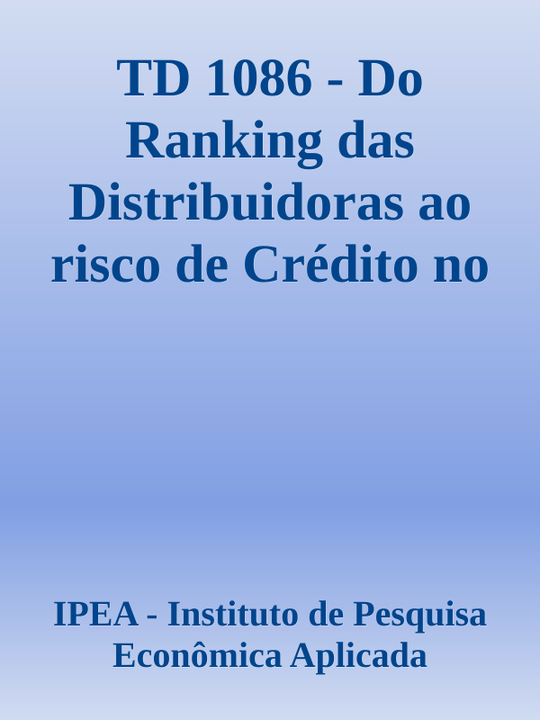 TD 1086 - Do
Ranking das
Distribuidoras ao
risco de Crédito no
IPEA - Instituto de Pesquisa
Econômica Aplicada